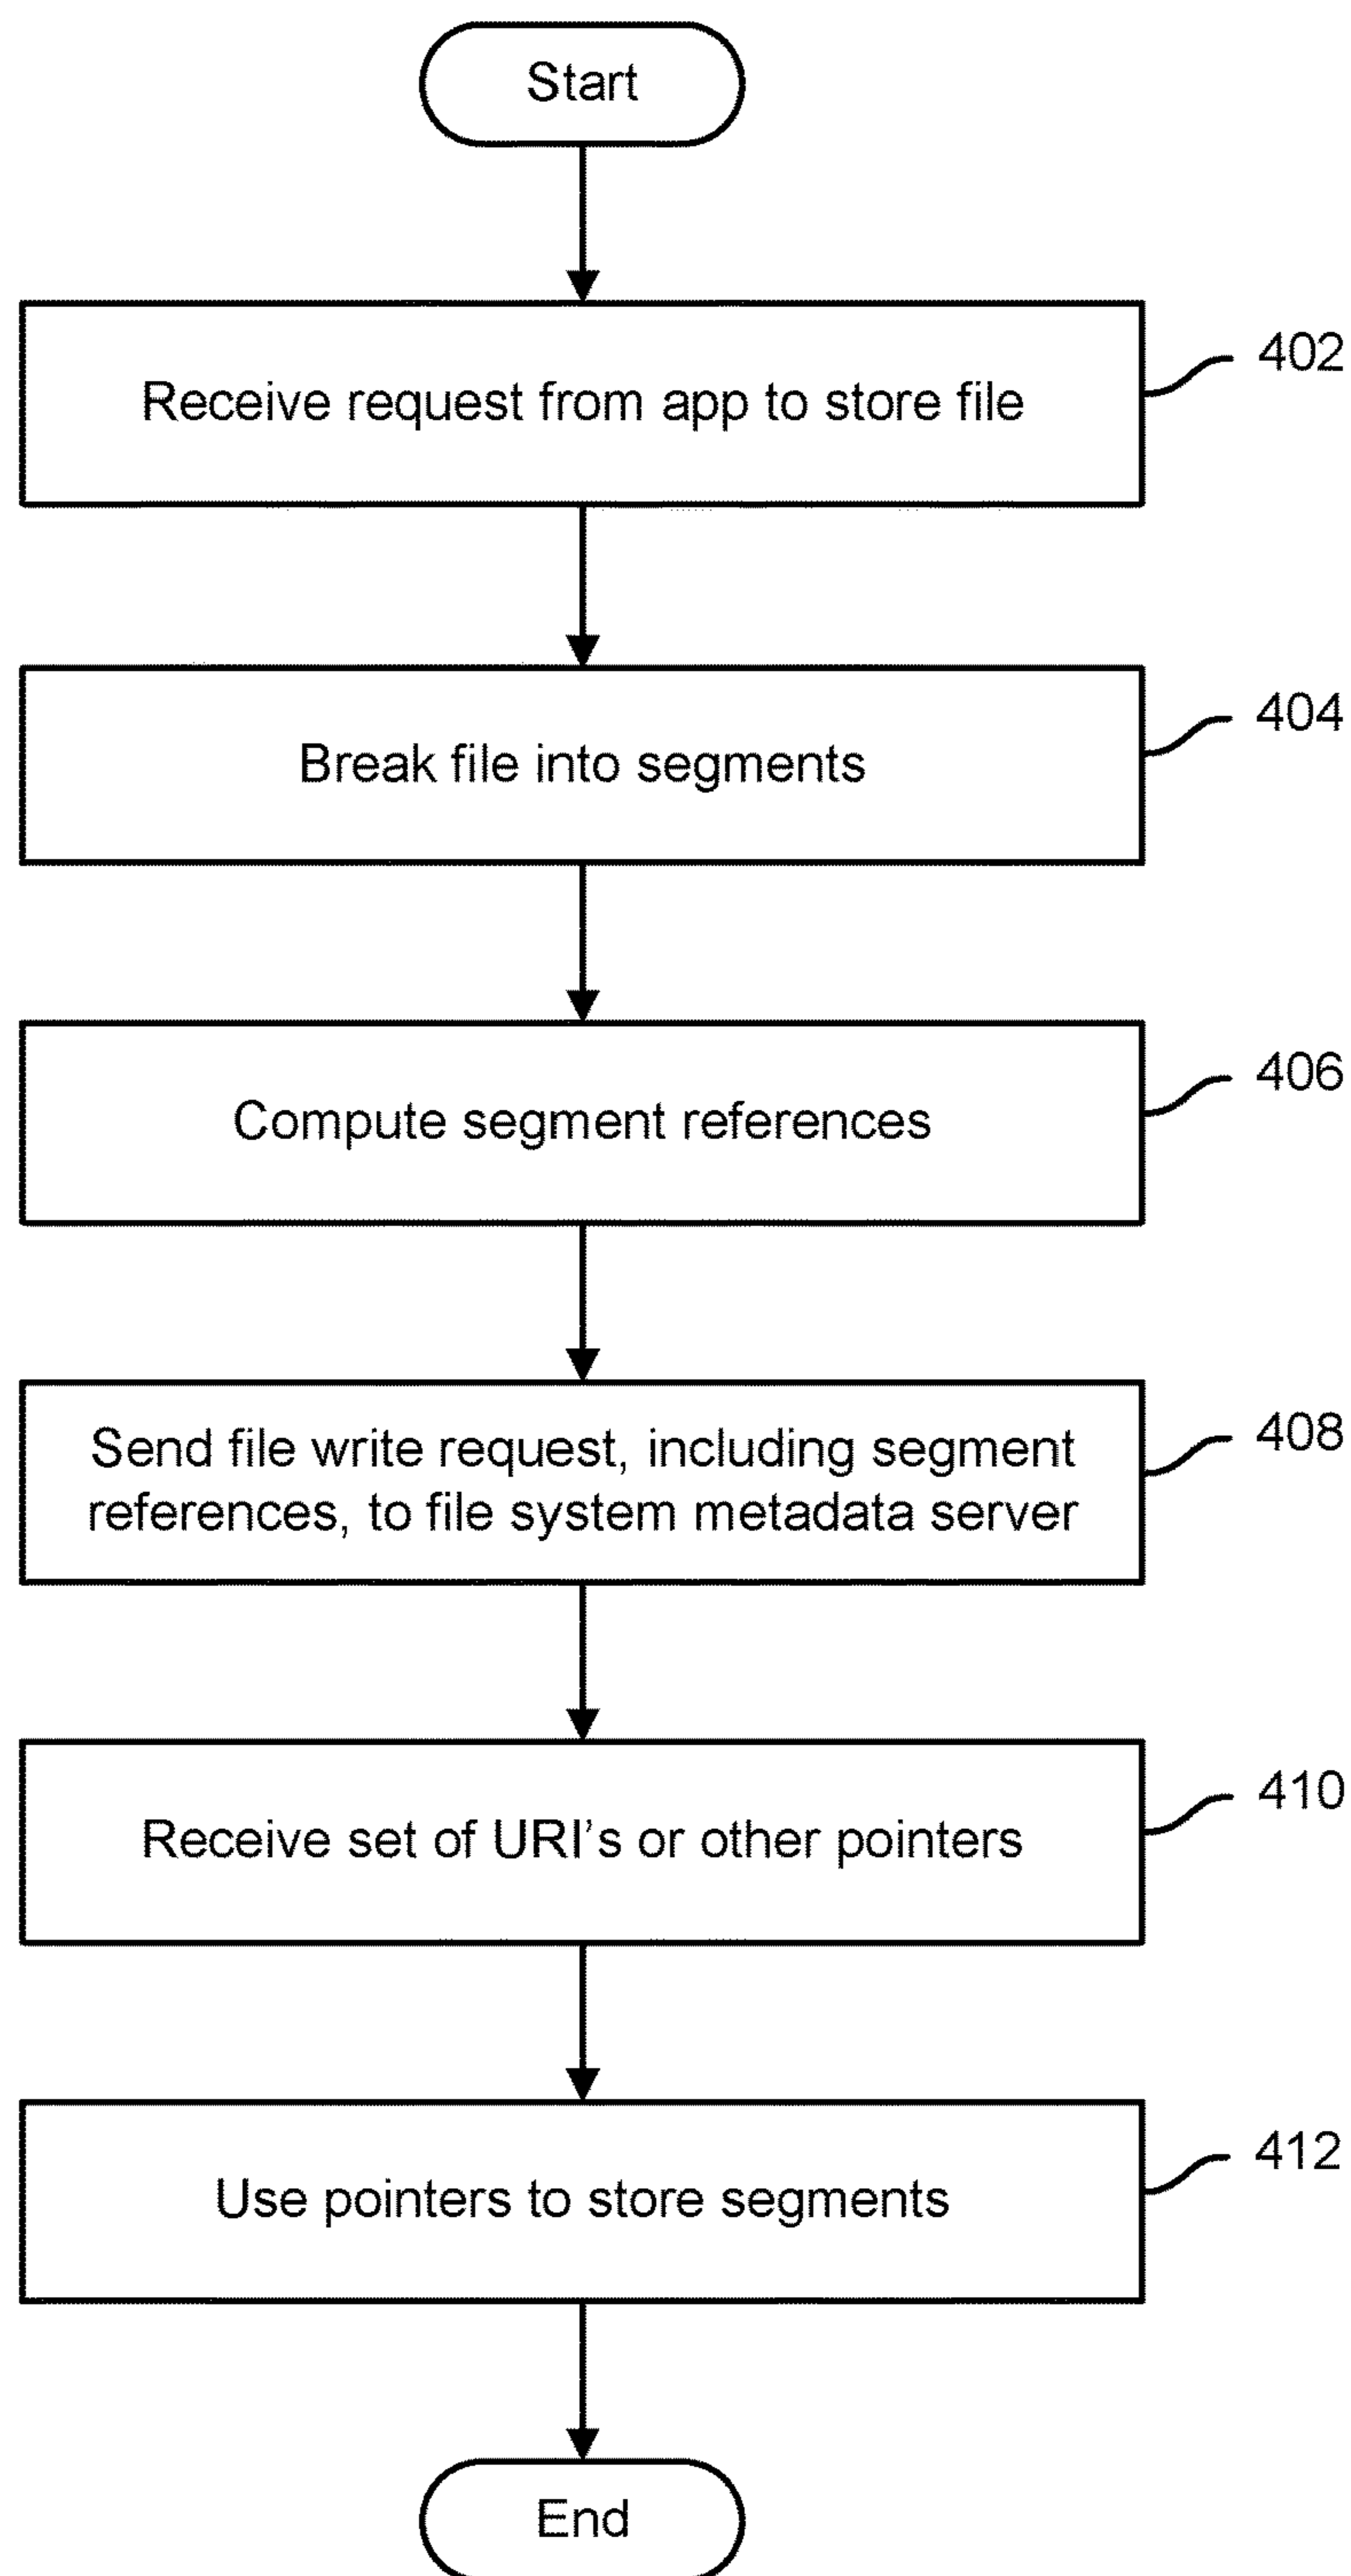 Start
402
Receive request from app to store file
404
Break file into segments
406
Compute segment references
408
Send file write request, including segment
references, to file system metadata server
410
Receive set of URI’s or other pointers
412
Use pointers to store segments
End